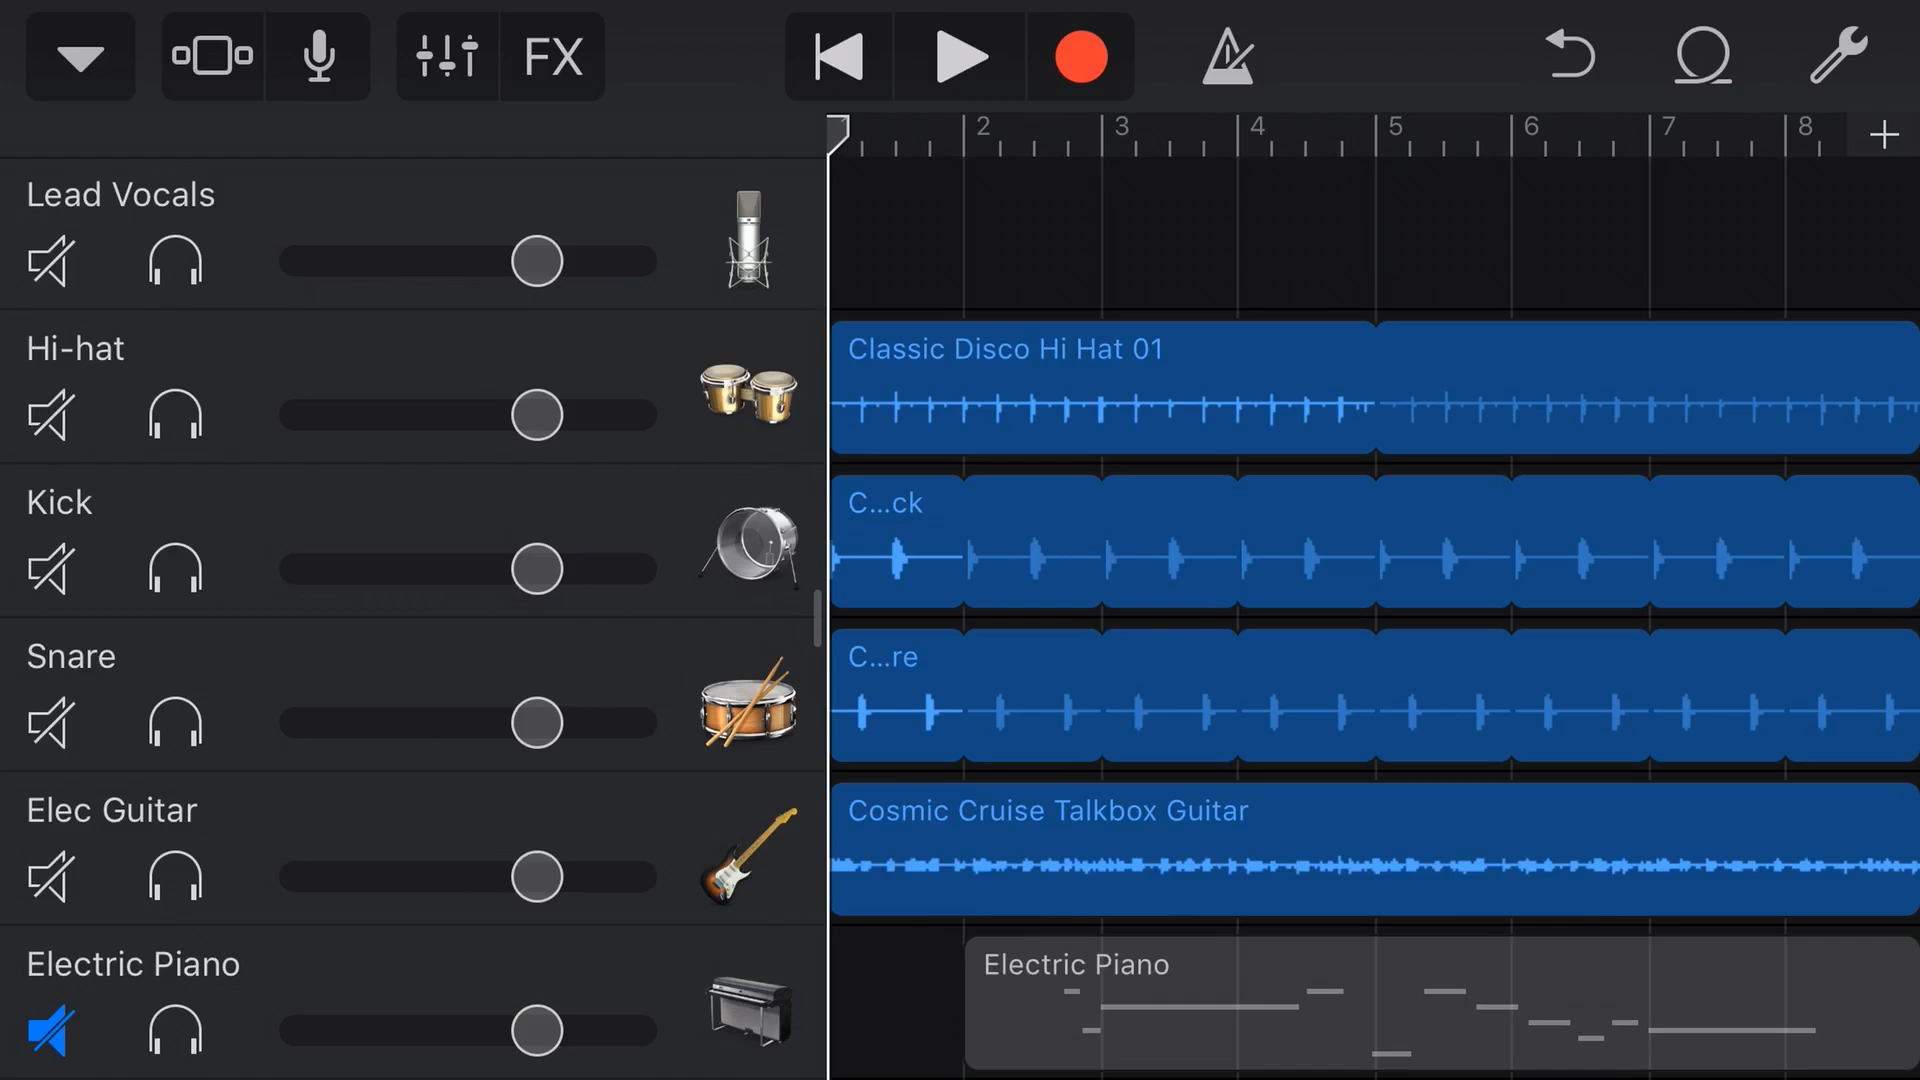 FX
2 3 4 5 6 7 8 +
Lead Vocals
Hi-hat
Classic Disco Hi Hat 01
Kick
C...ck
Snare
C...re
Elec Guitar
Cosmic Cruise Talkbox Guitar
Electric Piano
Electric Piano